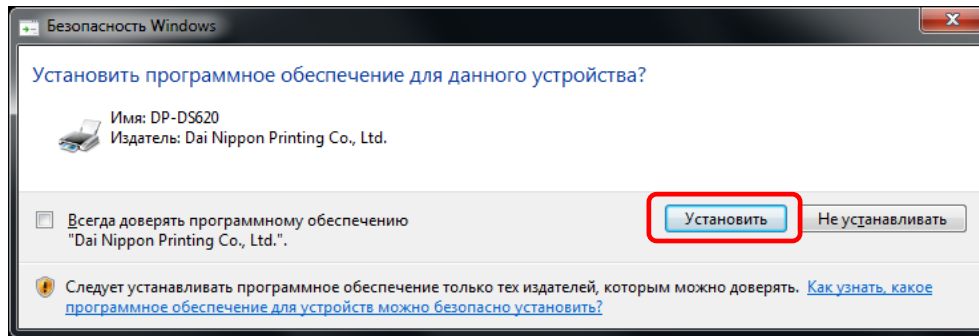 Безопасность Windows
Установить программное обеспечение для данного устройства?
Имя: DP-DS620
Издатель: Dai Nippon Printing Co., Ltd.
Всегда доверять программному обеспечению
"Dai Nippon Printing Co., Ltd.".
Установить
Не устанавливать
Следует устанавливать программное обеспечение только тех издателей, которым можно доверять. Как узнать, какое
программное обеспечение для устройств можно безопасно установить?